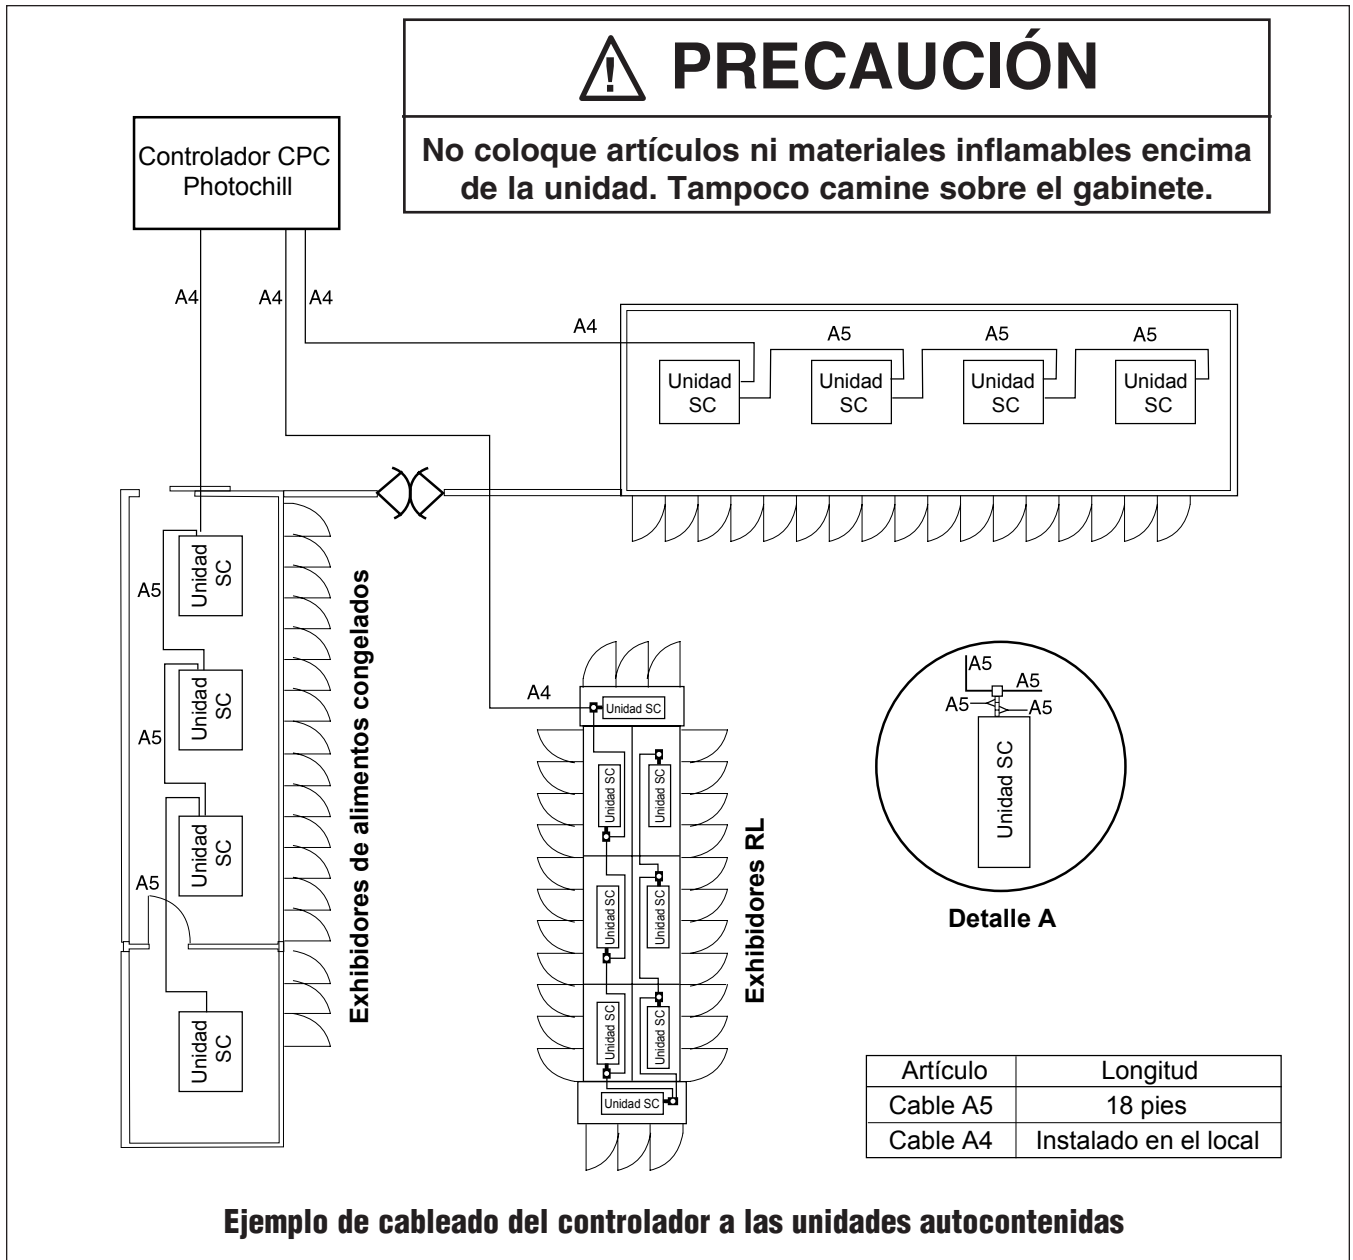 PRECAUCIÓN
No coloque artículos ni materiales inflamables encima
de la unidad. Tampoco camine sobre el gabinete.
Controlador CPC
Photochill
A4
A4
A4
A4
A5
A5
A5
Unidad
SC
Unidad
SC
Unidad
SC
Unidad
SC
Unidad
SC
A5
Unidad
SC
A5
Unidad
SC
A5
Unidad
SC
Exhibidores de alimentos congelados
A4
Unidad SC
Unidad SC
Unidad SC
Unidad SC
Unidad SC
Unidad SC
Unidad SC
Unidad SC
Exhibidores RL
A5
A5
A5
A5
Unidad SC
Detalle A
Artículo Longitud
Cable A5 18 pies
Cable A4 Instalado en el local
Ejemplo de cableado del controlador a las unidades autocontenidas